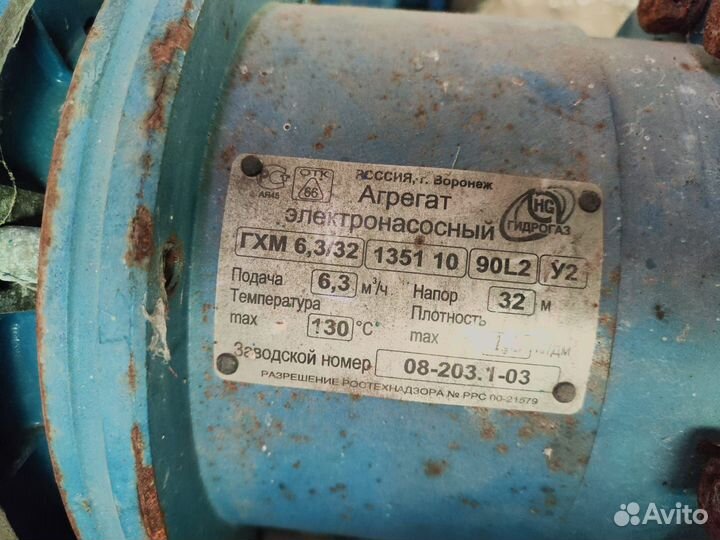 РОССИЯ, г. Воронеж
АЯ45
ОТК
66
Агрегат
электронасосный
HG
ГИДРОГАЗ
ГХМ 6,3/32 1351 10 90L2 У2
Подача 6,3 м³/ч Напор 32 м
Температура Плотность
max 130 °C max
Заводской номер 08-203.1-03
РАЗРЕШЕНИЕ РОСТЕХНАДЗОРА № РРС 00-21579
Avito